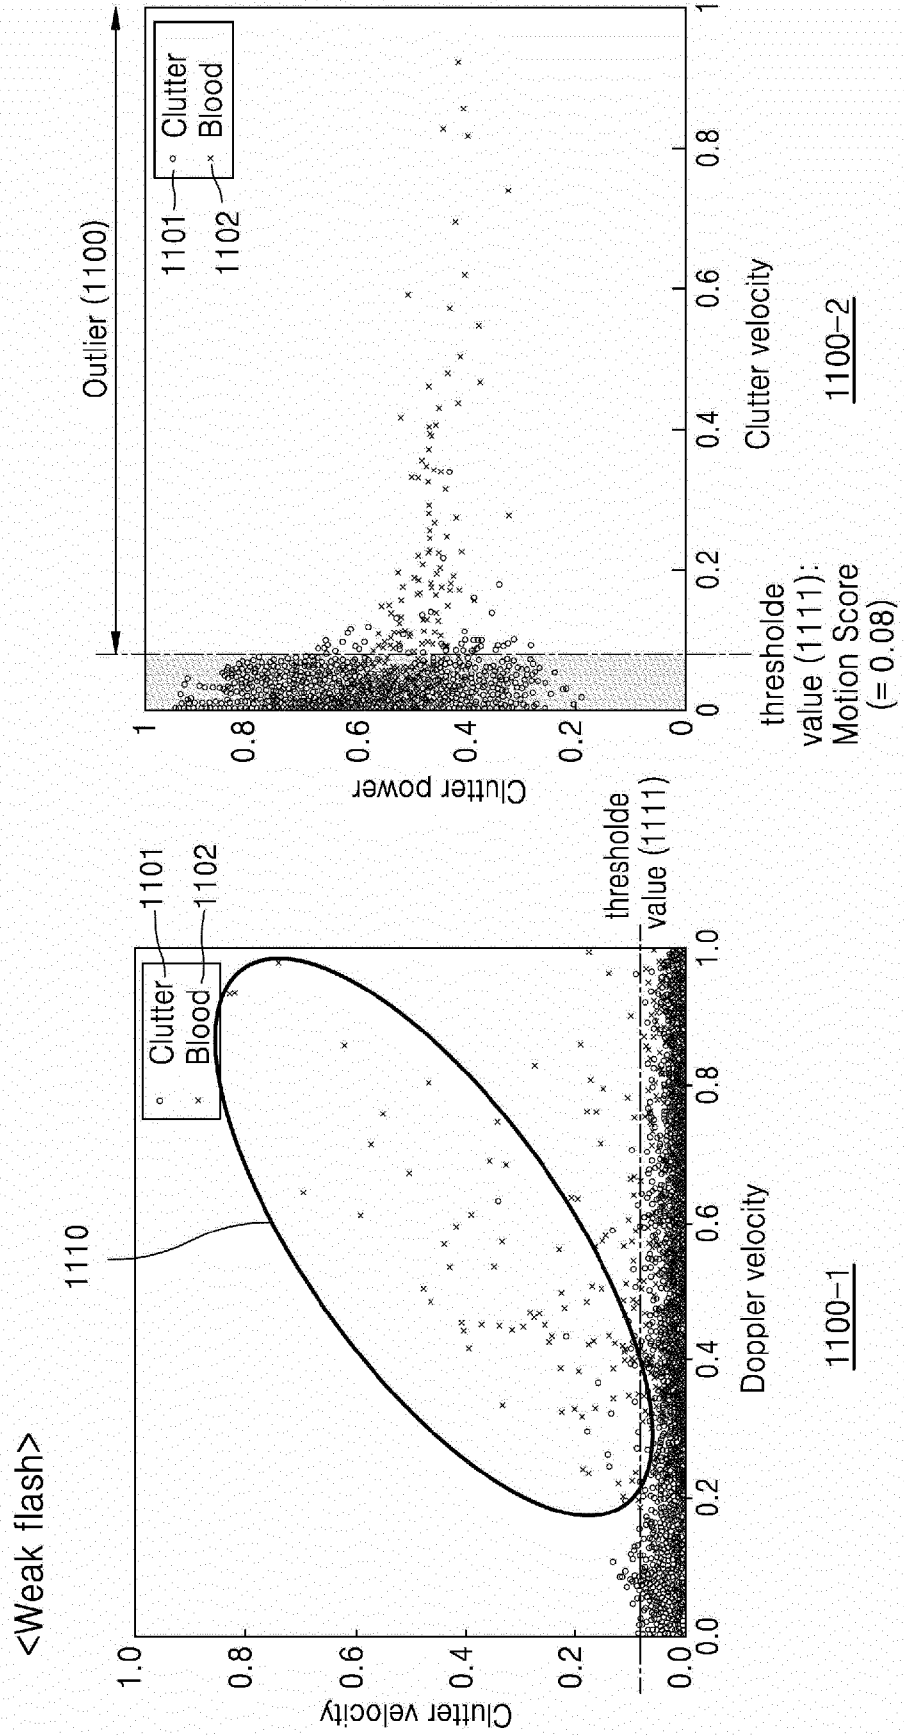 <Weak flash>
1110
Clutter
Blood
1101
1102
1.0
0.8
0.6
0.4
0.2
0.0
Clutter velocity
0.0
0.2
0.4
0.6
0.8
1.0
Doppler velocity
thresholde
value (1111)
1100-1
Outlier (1100)
1101
1102
Clutter
Blood
1
0.8
0.6
0.4
0.2
0
Clutter power
0
0.2
0.4
0.6
0.8
1
Clutter velocity
thresholde
value (1111):
Motion Score
(= 0.08)
1100-2